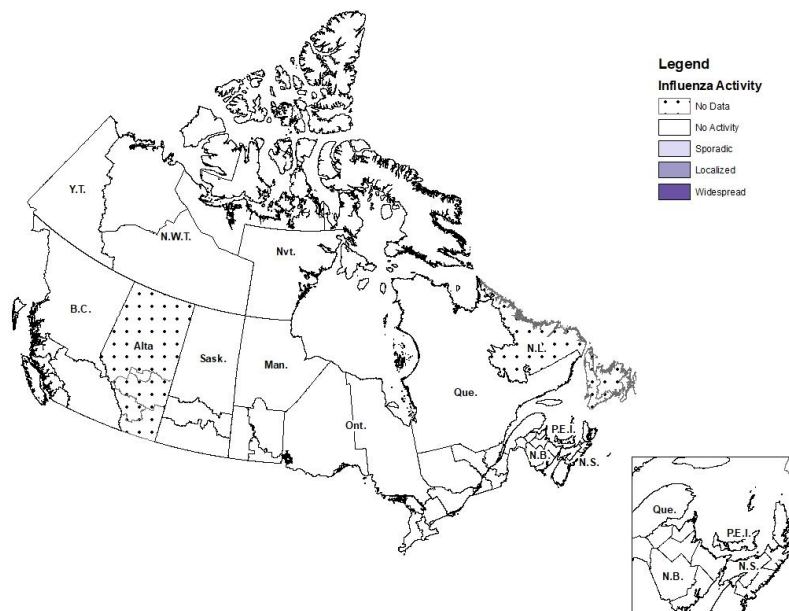 Legend
Influenza Activity
No Data
No Activity
Sporadic
Localized
Widespread
Y.T.
N.W.T.
Nvt.
B.C.
Alta
Sask.
Man.
Ont.
Que.
N.L.
P.E.I.
N.B.
N.S.
Que.
P.E.I.
N.S.
N.B.